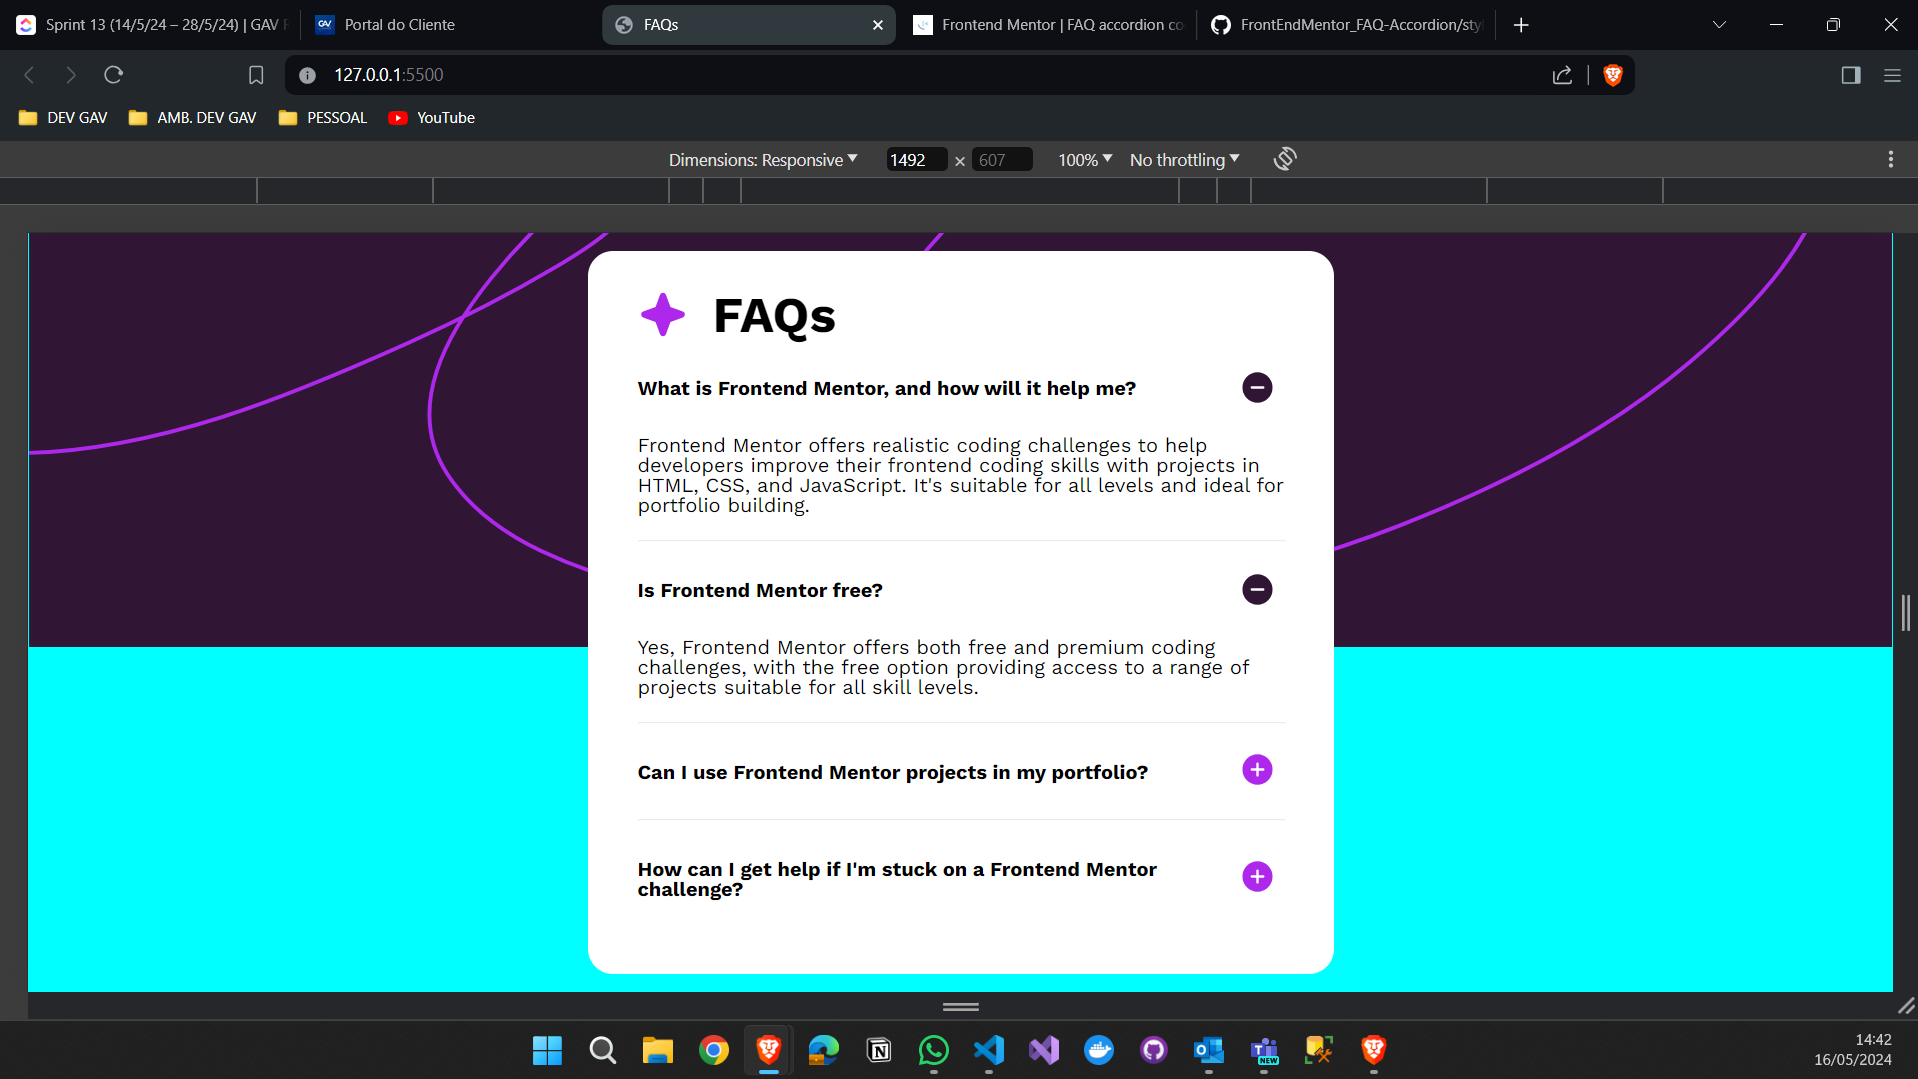 Sprint 13 (14/5/24 – 28/5/24) | GAV
Portal do Cliente
FAQs
Frontend Mentor | FAQ accordion
FrontEndMentor_FAQ-Accordion/sty
127.0.0.1:5500
DEV GAV
AMB. DEV GAV
PESSOAL
YouTube
Dimensions: Responsive
1492 × 607
100%
No throttling
FAQs
What is Frontend Mentor, and how will it help me?
Frontend Mentor offers realistic coding challenges to help
developers improve their frontend coding skills with projects in
HTML, CSS, and JavaScript. It's suitable for all levels and ideal for
portfolio building.
Is Frontend Mentor free?
Yes, Frontend Mentor offers both free and premium coding
challenges, with the free option providing access to a range of
projects suitable for all skill levels.
Can I use Frontend Mentor projects in my portfolio?
How can I get help if I'm stuck on a Frontend Mentor
challenge?
NEW
14:42
16/05/2024